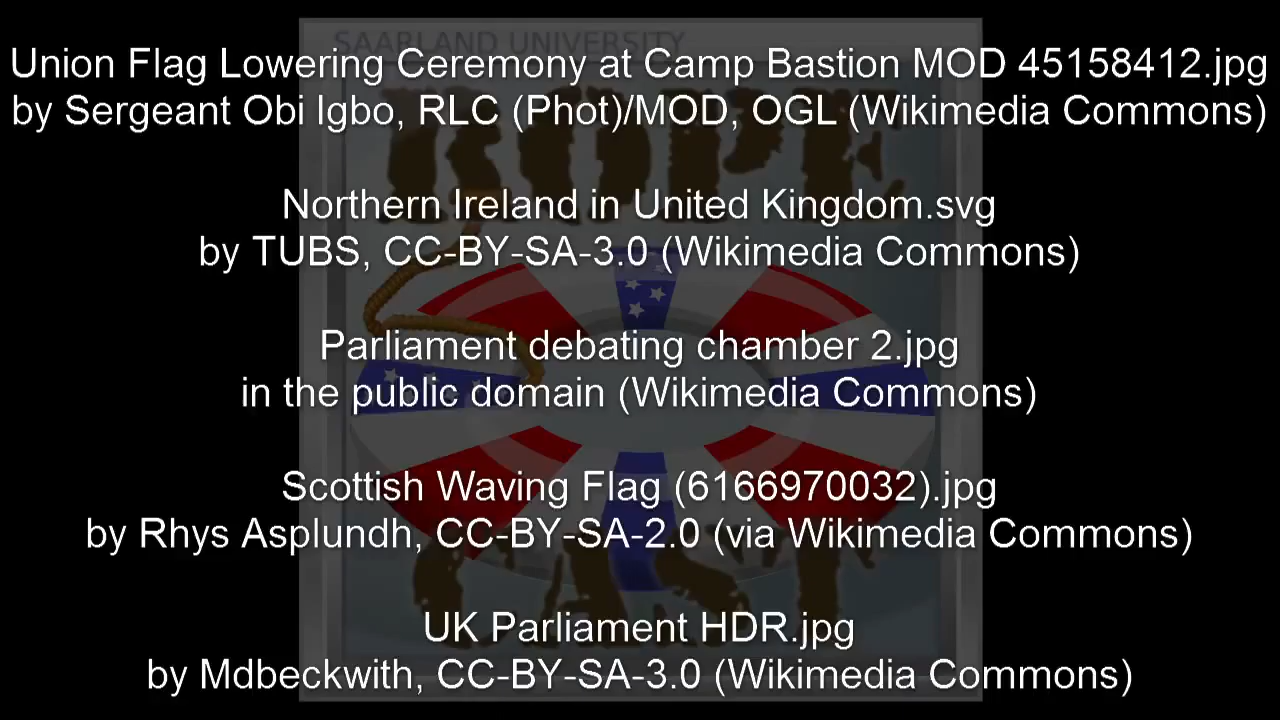 SAARLAND UNIVERSITY
Union Flag Lowering Ceremony at Camp Bastion MOD 45158412.jpg
by Sergeant Obi Igbo, RLC (Phot)/MOD, OGL (Wikimedia Commons)
ROPE
Northern Ireland in United Kingdom.svg
by TUBS, CC-BY-SA-3.0 (Wikimedia Commons)
Parliament debating chamber 2.jpg
in the public domain (Wikimedia Commons)
Scottish Waving Flag (6166970032).jpg
by Rhys Asplundh, CC-BY-SA-2.0 (via Wikimedia Commons)
UK Parliament HDR.jpg
by Mdbeckwith, CC-BY-SA-3.0 (Wikimedia Commons)